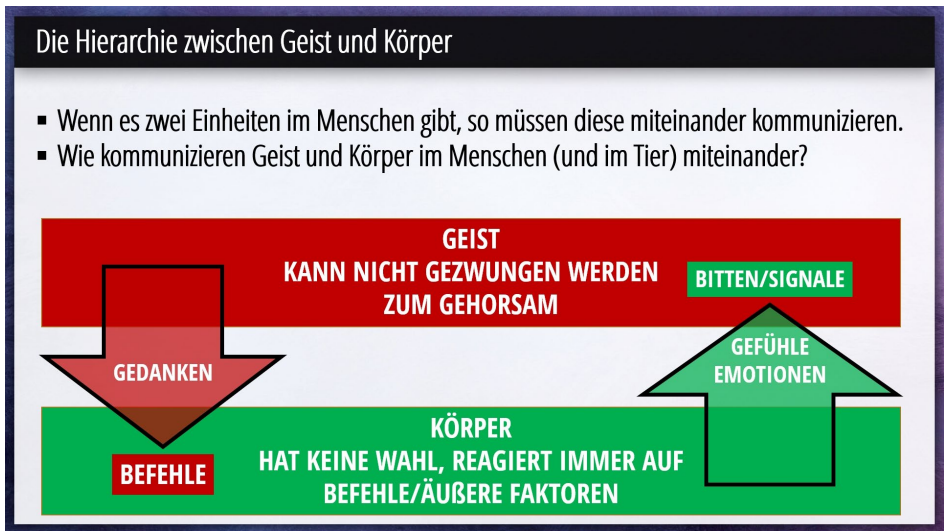 Die Hierarchie zwischen Geist und Körper
▪ Wenn es zwei Einheiten im Menschen gibt, so müssen diese miteinander kommunizieren.
▪ Wie kommunizieren Geist und Körper im Menschen (und im Tier) miteinander?
GEIST
KANN NICHT GEZWUNGEN WERDEN
ZUM GEHORSAM
BITTEN/SIGNALE
GEDANKEN
GEFÜHLE
EMOTIONEN
BEFEHLE
KÖRPER
HAT KEINE WAHL, REAGIERT IMMER AUF
BEFEHLE/ÄUßERE FAKTOREN